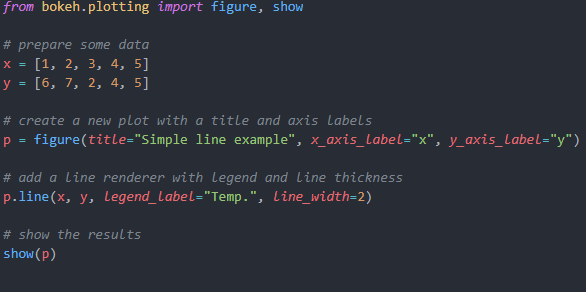 from bokeh.plotting import figure, show
# prepare some data
x = [1, 2, 3, 4, 5]
y = [6, 7, 2, 4, 5]
# create a new plot with a title and axis labels
p = figure(title="Simple line example", x_axis_label="x", y_axis_label="y")
# add a line renderer with legend and line thickness
p.line(x, y, legend_label="Temp.", line_width=2)
# show the results
show(p)